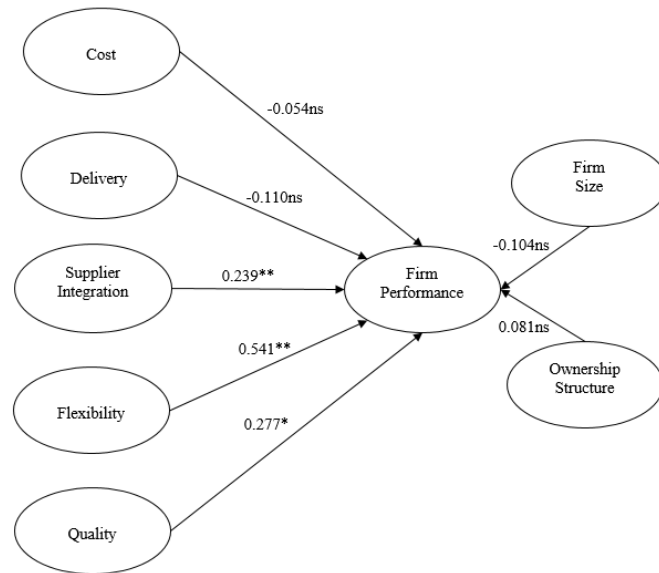 Cost
-0.054ns
Delivery
-0.110ns
Firm
Size
-0.104ns
Supplier
Integration
0.239**
Firm
Performance
0.081ns
0.541**
Ownership
Structure
Flexibility
0.277*
Quality